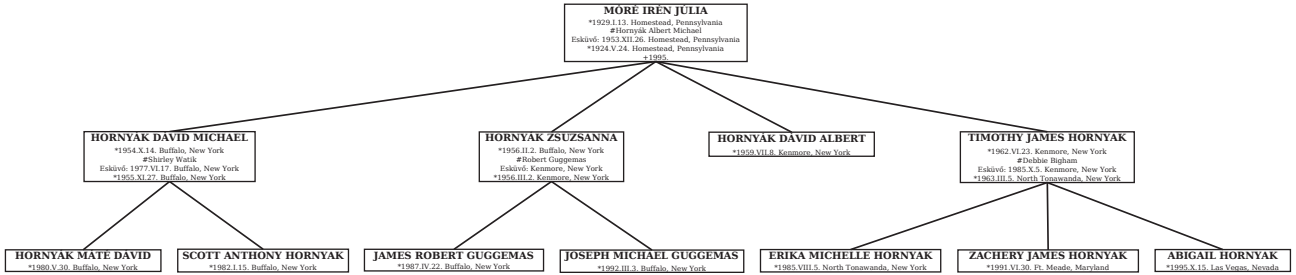 MÓRÉ IRÉN JÚLIA
*1929.I.13. Homestead, Pennsylvania
#Hornyák Albert Michael
Esküvő: 1953.XII.26. Homestead, Pennsylvania
*1924.V.24. Homestead, Pennsylvania
+1995.
HORNYÁK DÁVID MICHAEL
*1954.X.14. Buffalo, New York
#Shirley Watik
Esküvő: 1977.VI.17. Buffalo, New York
*1955.XI.27. Buffalo, New York
HORNYÁK ZSUZSANNA
*1956.II.2. Buffalo, New York
#Robert Guggemas
Esküvő: Kenmore, New York
*1956.III.2. Kenmore, New York
HORNYÁK DÁVID ALBERT
*1959.VII.8. Kenmore, New York
TIMOTHY JAMES HORNYAK
*1962.VI.23. Kenmore, New York
#Debbie Bigham
Esküvő: 1985.X.5. Kenmore, New York
*1963.III.5. North Tonawanda, New York
HORNYÁK MÁTÉ DÁVID
*1980.V.30. Buffalo, New York
SCOTT ANTHONY HORNYAK
*1982.I.15. Buffalo, New York
JAMES ROBERT GUGGEMAS
*1987.IV.22. Buffalo, New York
JOSEPH MICHAEL GUGGEMAS
*1992.III.3. Buffalo, New York
ERIKA MICHELLE HORNYAK
*1985.VIII.5. North Tonawanda, New York
ZACHERY JAMES HORNYAK
*1991.VI.30. Ft. Meade, Maryland
ABIGAIL HORNYAK
*1995.X.15. Las Vegas, Nevada